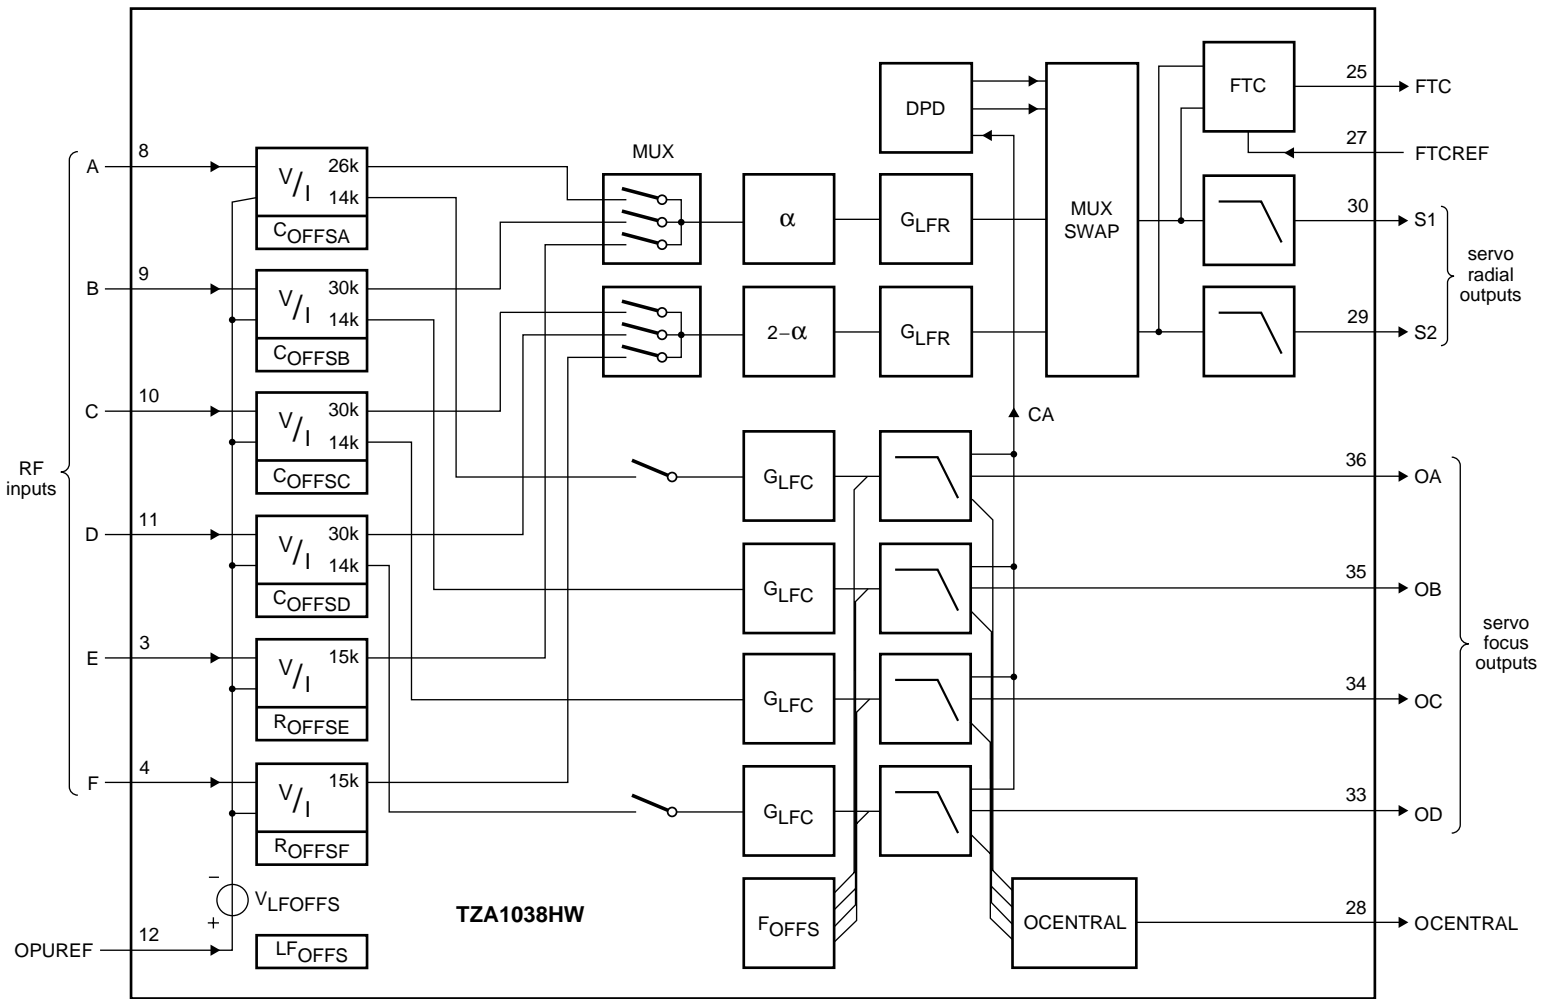 RF
inputs
A
8
B
9
C
10
D
11
E
3
F
4
OPUREF
12
V/I
26k
14k
COFFSA
V/I
30k
14k
COFFSB
V/I
30k
14k
COFFSC
V/I
30k
14k
COFFSD
V/I
15k
ROFFSE
V/I
15k
ROFFSF
−
+
VLFOFFS
LFOFFS
TZA1038HW
MUX
α
2−α
GLFR
GLFR
DPD
MUX
SWAP
CA
GLFC
GLFC
GLFC
GLFC
FOFFS
OCENTRAL
FTC
25
FTC
27
FTCREF
30
S1
29
S2
servo
radial
outputs
36
OA
35
OB
34
OC
33
OD
servo
focus
outputs
28
OCENTRAL